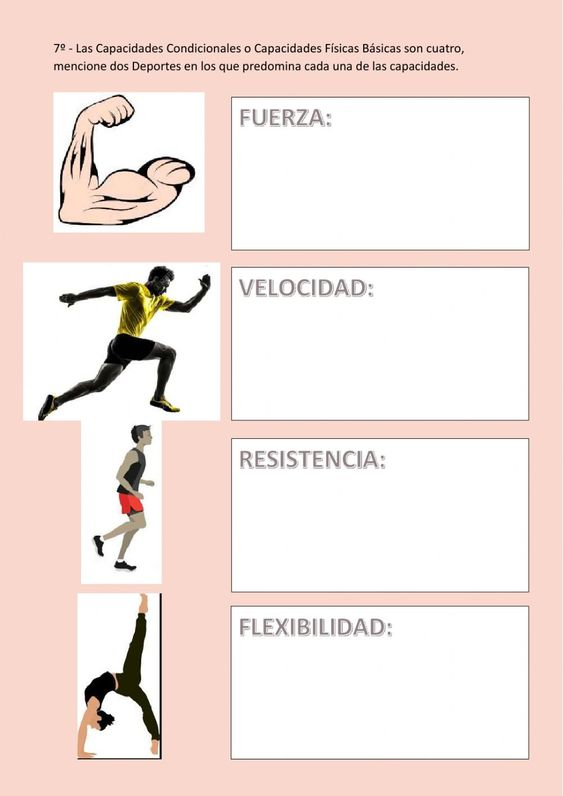 7º - Las Capacidades Condicionales o Capacidades Físicas Básicas son cuatro,
mencione dos Deportes en los que predomina cada una de las capacidades.
FUERZA:
VELOCIDAD:
RESISTENCIA:
FLEXIBILIDAD: